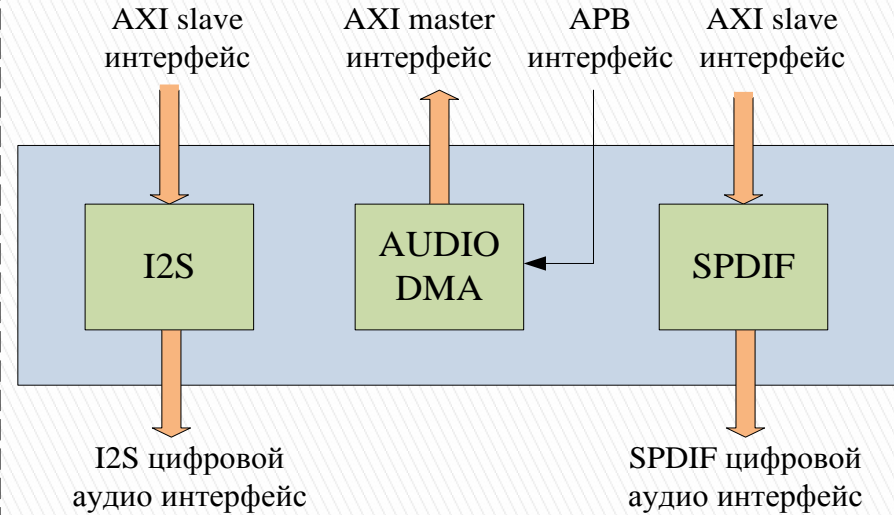 AXI slave
интерфейс
AXI master
интерфейс
APB
интерфейс
AXI slave
интерфейс
I2S
AUDIO
DMA
SPDIF
I2S цифровой
аудио интерфейс
SPDIF цифровой
аудио интерфейс